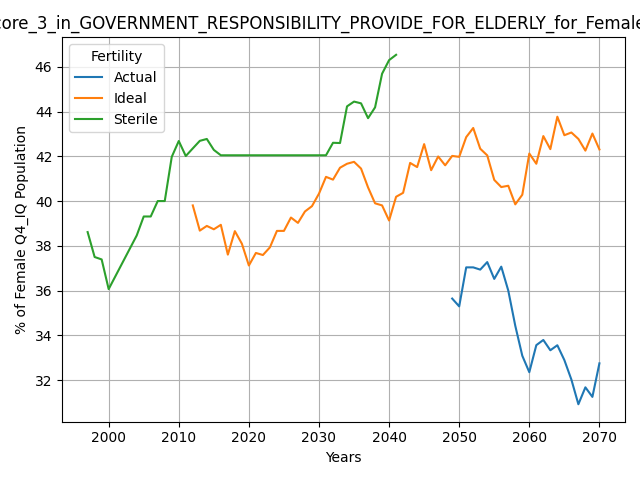 core_3_in_GOVERNMENT_RESPONSIBILITY_PROVIDE_FOR_ELDERLY_for_Female
Fertility
Actual
Ideal
Sterile
% of Female Q4_IQ Population
46
44
42
40
38
36
34
32
2000 2010 2020 2030 2040 2050 2060 2070
Years